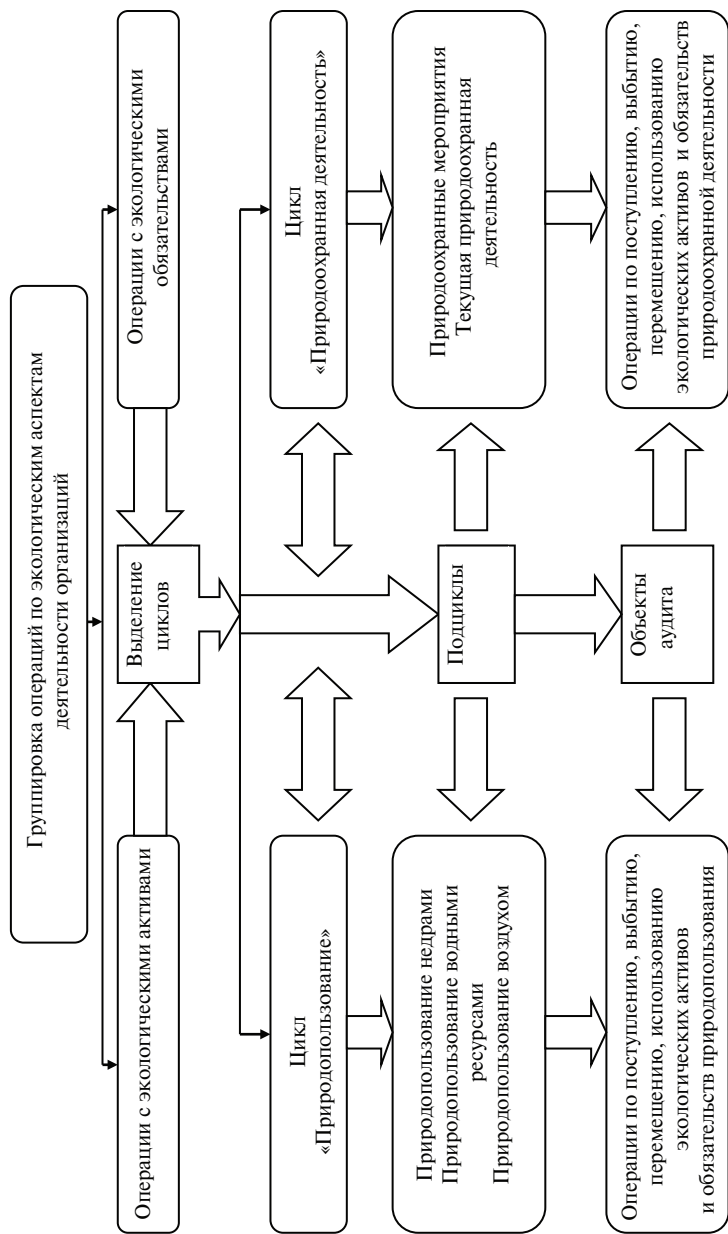 Группировка операций по экологическим аспектам
деятельности организаций
Операции с экологическими активами
Выделение
циклов
Операции с экологическими
обязательствами
Цикл
«Природопользование»
Цикл
«Природоохранная деятельность»
Природопользование недрами
Природопользование водными
ресурсами
Природопользование воздухом
Подциклы
Природоохранные мероприятия
Текущая природоохранная
деятельность
Операции по поступлению, выбытию,
перемещению, использованию
экологических активов
и обязательств природопользования
Объекты
аудита
Операции по поступлению, выбытию,
перемещению, использованию
экологических активов и обязательств
природоохранной деятельности